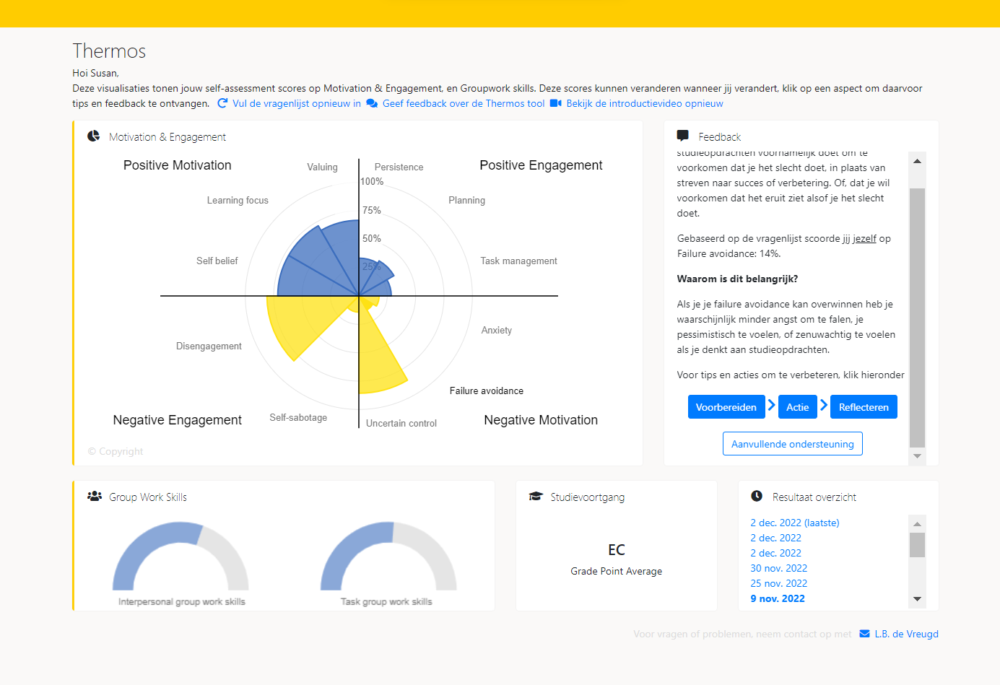 Thermos
Hoi Susan,
Deze visualisaties tonen jouw self-assessment scores op Motivation & Engagement, en Groupwork skills. Deze scores kunnen veranderen wanneer jij verandert, klik op een aspect om daarvoor
tips en feedback te ontvangen. Vul de vragenlijst opnieuw in Geef feedback over de Thermos tool Bekijk de introductievideo opnieuw
Motivation & Engagement
Positive Motivation
Valuing
Persistence
Positive Engagement
100%
Learning focus
Planning
75%
50%
Self belief
Task management
25%
Anxiety
Disengagement
Failure avoidance
Negative Engagement
Self-sabotage
Uncertain control
Negative Motivation
© Copyright
Feedback
studieopdrachten voornamelijk doet om te
voorkomen dat je het slecht doet, in plaats van
streven naar succes of verbetering. Of, dat je wil
voorkomen dat het eruit ziet alsof je het slecht
doet.
Gebaseerd op de vragenlijst scoorde jij jezelf op
Failure avoidance: 14%.
Waarom is dit belangrijk?
Als je je failure avoidance kan overwinnen heb je
waarschijnlijk minder angst om te falen, je
pessimistisch te voelen, of zenuwachtig te voelen
als je denkt aan studieopdrachten.
Voor tips en acties om te verbeteren, klik hieronder
Voorbereiden Actie Reflecteren
Aanvullende ondersteuning
Group Work Skills
Interpersonal group work skills
Task group work skills
Studievoortgang
EC
Grade Point Average
Resultaat overzicht
2 dec. 2022 (laatste)
2 dec. 2022
2 dec. 2022
30 nov. 2022
25 nov. 2022
9 nov. 2022
Voor vragen of problemen, neem contact op met L.B. de Vreugd